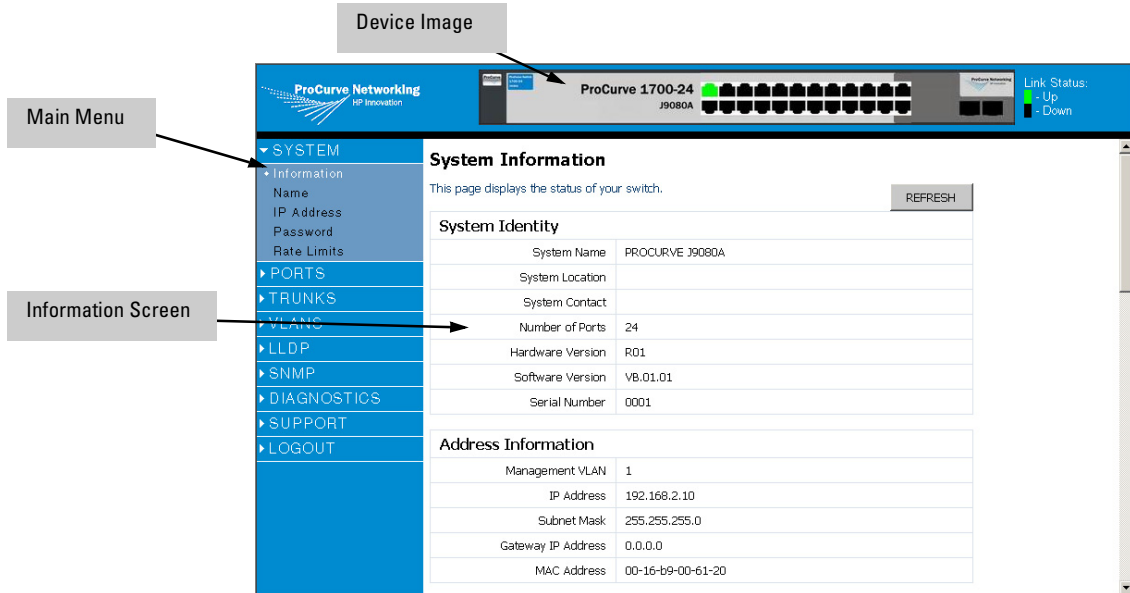 Device Image
ProCurve Networking
HP Innovation
ProCurve 1700-24
J9080A
Link Status:
- Up
- Down
Main Menu
SYSTEM
Information
Name
IP Address
Password
Rate Limits
PORTS
TRUNKS
VLANS
LLDP
SNMP
DIAGNOSTICS
SUPPORT
LOGOUT
Information Screen
System Information
This page displays the status of your switch.
REFRESH
System Identity
System Name PROCURVE J9080A
System Location
System Contact
Number of Ports 24
Hardware Version R01
Software Version VB.01.01
Serial Number 0001
Address Information
Management VLAN 1
IP Address 192.168.2.10
Subnet Mask 255.255.255.0
Gateway IP Address 0.0.0.0
MAC Address 00-16-b9-00-61-20